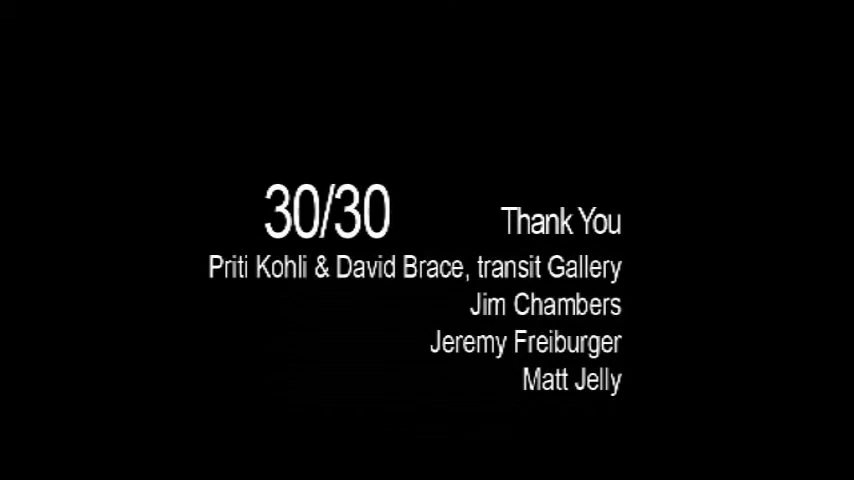 30/30 Thank You
Priti Kohli & David Brace, transit Gallery
Jim Chambers
Jeremy Freiburger
Matt Jelly